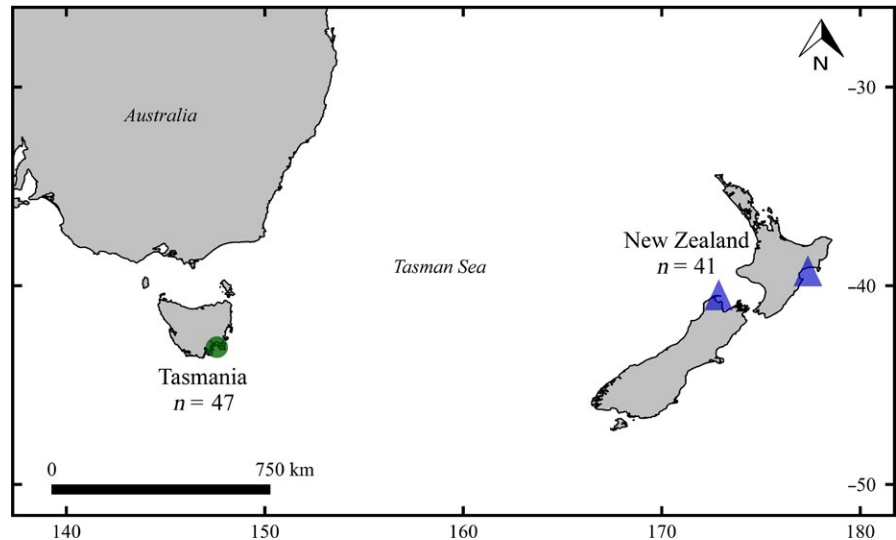 N
−30
Australia
New Zealand
n = 41
Tasman Sea
−40
Tasmania
n = 47
0 750 km
−50
140 150 160 170 180